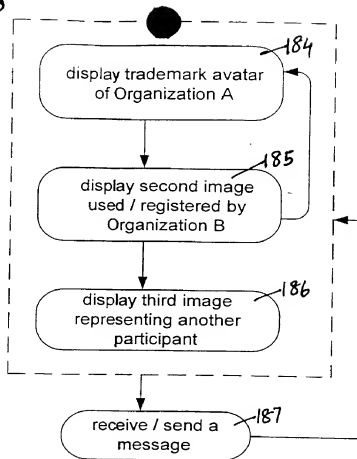 184
display trademark avatar
of Organization A
185
display second image
used / registered by
Organization B
186
display third image
representing another
participant
187
receive / send a
message